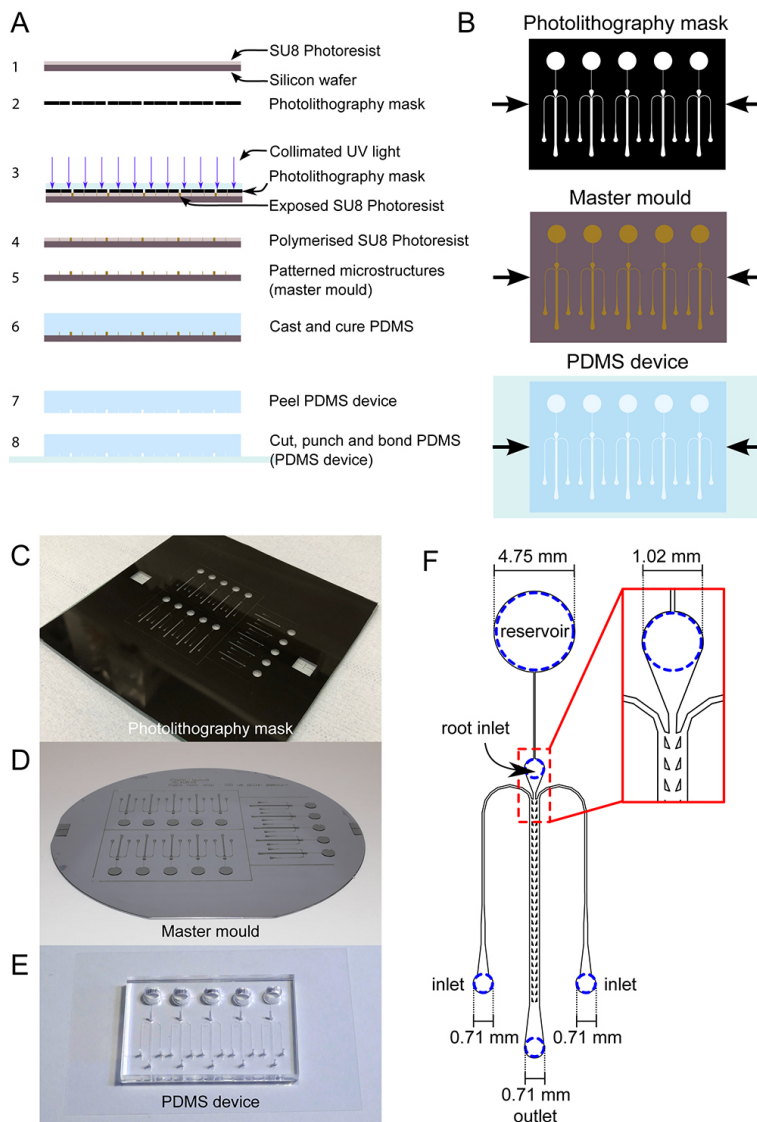 A
1
SU8 Photoresist
Silicon wafer
2
Photolithography mask
3
Collimated UV light
Photolithography mask
Exposed SU8 Photoresist
4
Polymerised SU8 Photoresist
5
Patterned microstructures
(master mould)
6
Cast and cure PDMS
7
Peel PDMS device
8
Cut, punch and bond PDMS
(PDMS device)
B
Photolithography mask
Master mould
PDMS device
C
Photolithography mask
D
Master mould
E
PDMS device
F
4.75 mm
1.02 mm
reservoir
root inlet
inlet
inlet
0.71 mm
0.71 mm
0.71 mm
outlet